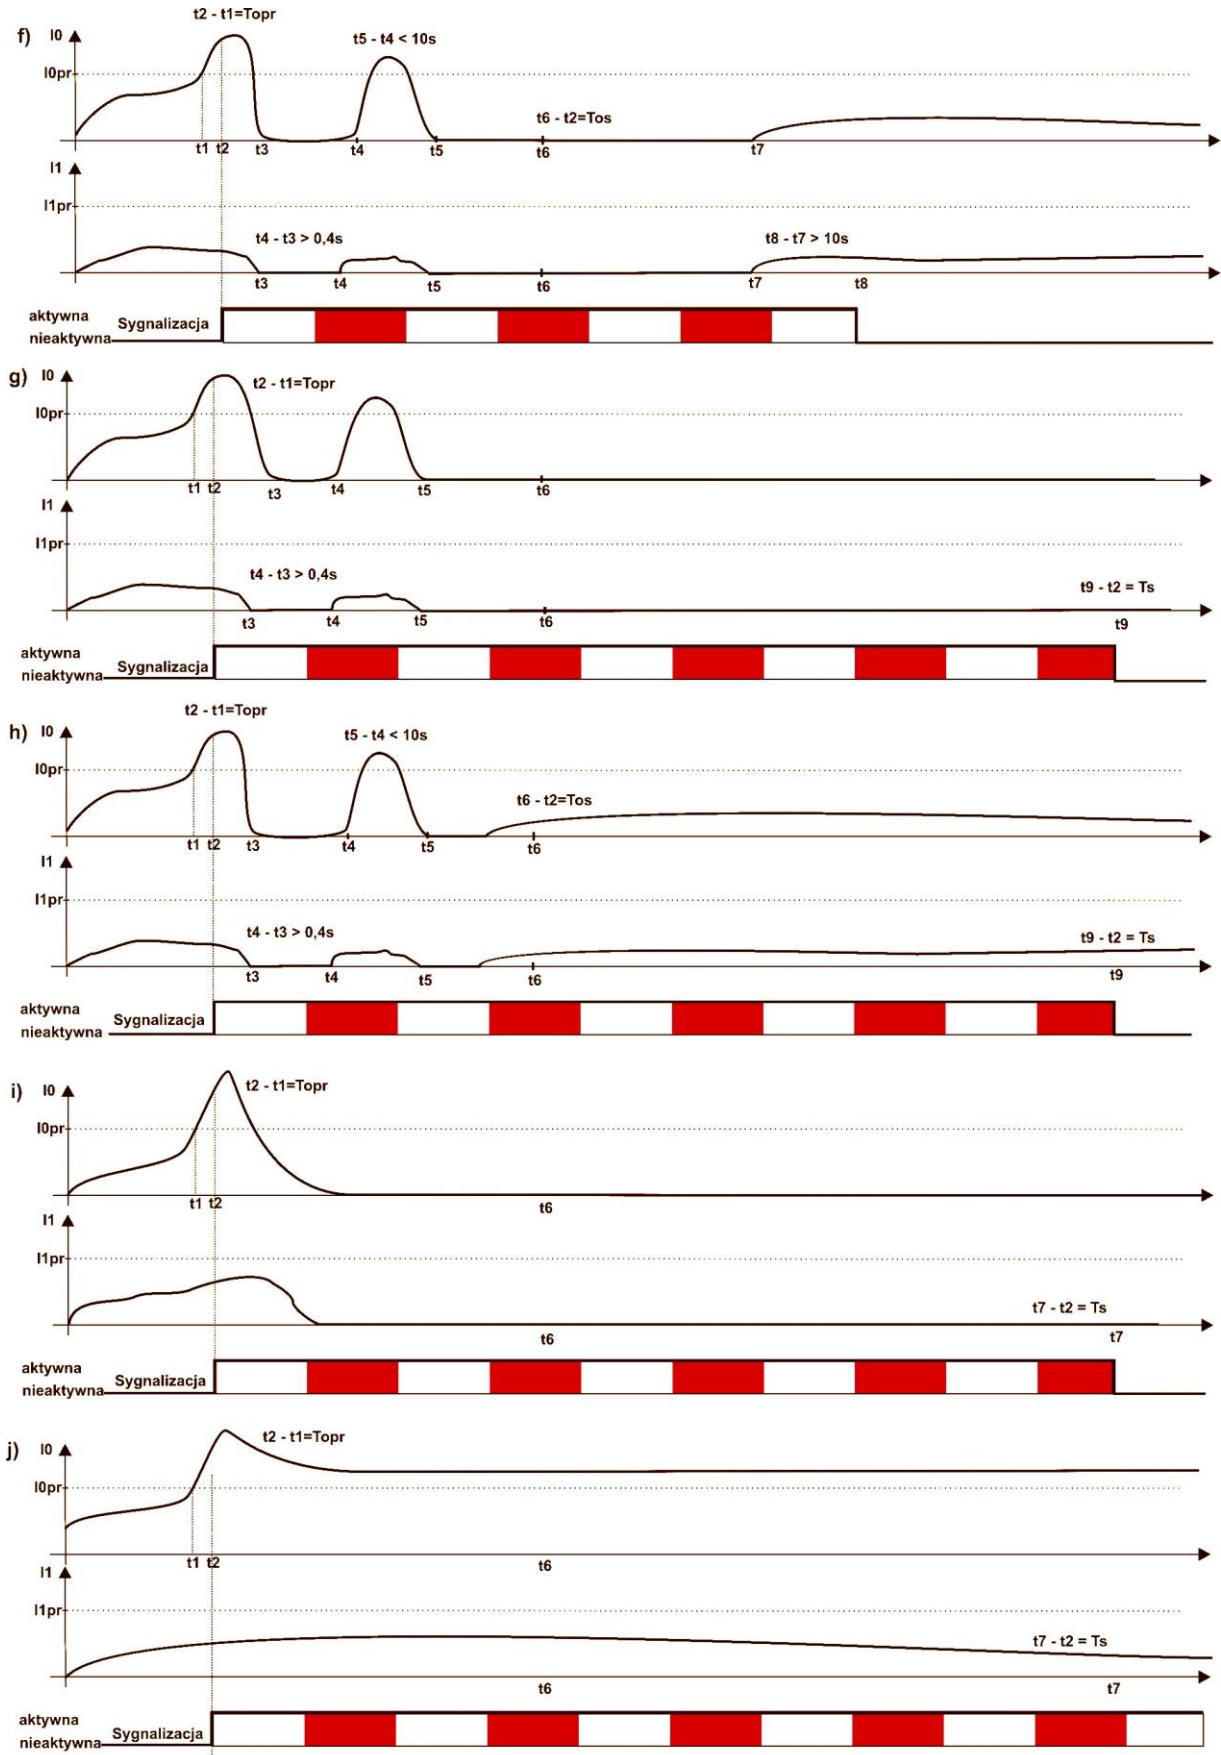 t2 - t1=Topr
f)
I0
t5 - t4 < 10s
I0pr
t6 - t2=Tos
t1 t2 t3 t4 t5 t6 t7
I1
I1pr
t4 - t3 > 0,4s
t8 - t7 > 10s
t3 t4 t5 t6 t7 t8
aktywna
Sygnalizacja
nieaktywna
g)
I0
t2 - t1=Topr
I0pr
t1 t2 t3 t4 t5 t6
I1
I1pr
t4 - t3 > 0,4s
t9 - t2 = Ts
t3 t4 t5 t6 t9
aktywna
Sygnalizacja
nieaktywna
t2 - t1=Topr
h)
I0
t5 - t4 < 10s
I0pr
t6 - t2=Tos
t1 t2 t3 t4 t5 t6
I1
I1pr
t4 - t3 > 0,4s
t9 - t2 = Ts
t3 t4 t5 t6 t9
aktywna
Sygnalizacja
nieaktywna
i)
I0
t2 - t1=Topr
I0pr
t1 t2 t6
I1
I1pr
t7 - t2 = Ts
t6 t7
aktywna
Sygnalizacja
nieaktywna
j)
I0
t2 - t1=Topr
I0pr
t1 t2 t6
I1
I1pr
t7 - t2 = Ts
t6 t7
aktywna
Sygnalizacja
nieaktywna